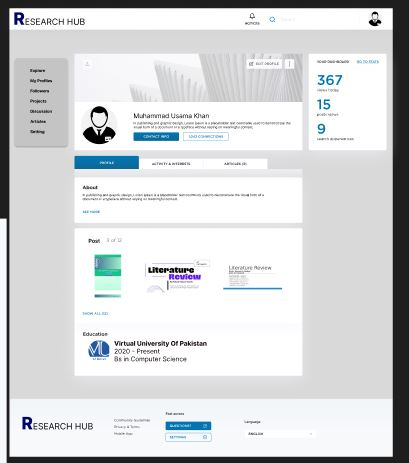 RESEARCH HUB
NOTICES
Search
Explore
My Profiles
Followers
Projects
Discussion
Articles
Setting
EDIT PROFILE
Muhammad Usama Khan
In publishing and graphic design, Lorem ipsum is a placeholder text commonly used to demonstrate the
visual form of a document or a typeface without relying on meaningful content.
CONTACT INFO
YOUR DASHBOARD
GO TO STATS
367
views today
15
posts views
9
search appearances
PROFILE
ACTIVITY & INTERESTS
ARTICLES (3)
About
In publishing and graphic design, Lorem ipsum is a placeholder text commonly used to demonstrate the visual form of a
document or a typeface without relying on meaningful content.
SEE MORE
Post 3 of 12
Literature
Review
Literature Review
SHOW ALL (12)
Education
Virtual University Of Pakistan
2020 - Present
Bs in Computer Science
RESEARCH HUB
Community Guidelines
Privacy & Terms
Mobile App
Fast access
QUESTIONS?
SETTINGS
Language
ENGLISH